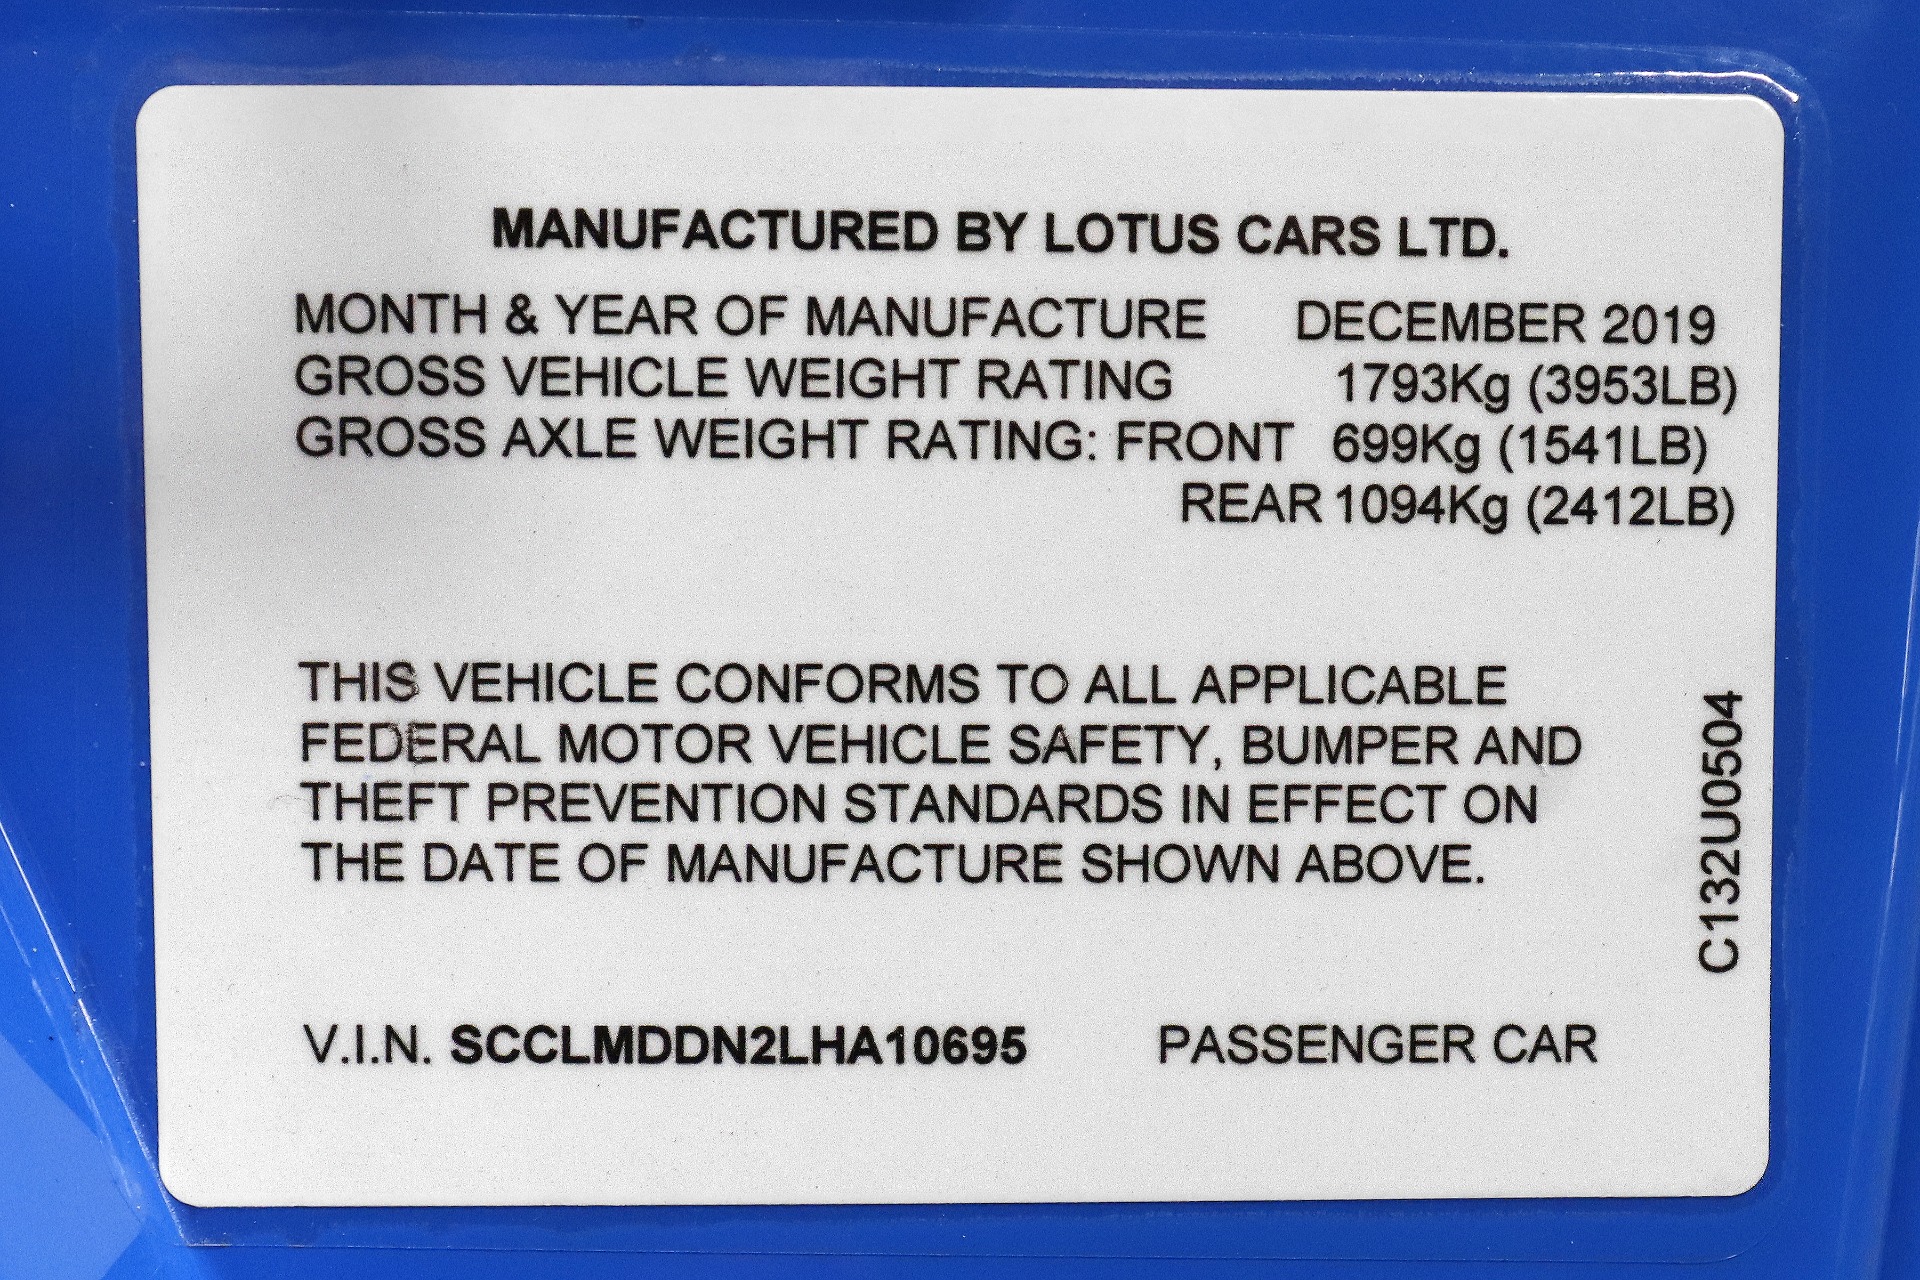 MANUFACTURED BY LOTUS CARS LTD.
MONTH & YEAR OF MANUFACTURE DECEMBER 2019
GROSS VEHICLE WEIGHT RATING 1793Kg (3953LB)
GROSS AXLE WEIGHT RATING: FRONT 699Kg (1541LB)
REAR 1094Kg (2412LB)
THIS VEHICLE CONFORMS TO ALL APPLICABLE
FEDERAL MOTOR VEHICLE SAFETY, BUMPER AND
THEFT PREVENTION STANDARDS IN EFFECT ON
THE DATE OF MANUFACTURE SHOWN ABOVE.
C132U0504
V.I.N. SCCLMDDN2LHA10695 PASSENGER CAR